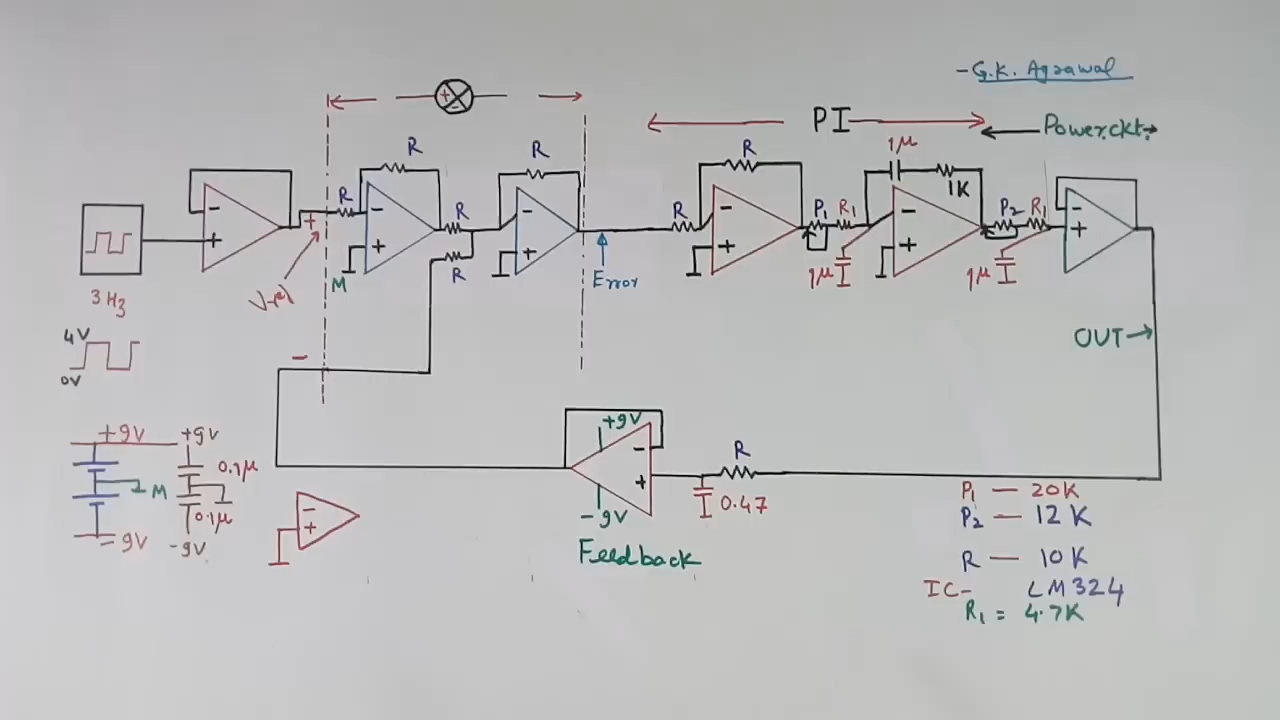 - G.K. Agrawal
+ -
PI
Power.ckt.
R
R
R
1μ
1K
R
R
R
R
P1
R1
P2
R1
-
+
-
+
-
+
-
+
-
+
-
+
+
M
1μ
1μ
Error
3 Hz
4V
0V
OUT→
-
+9V
+9V
0.1μ
M
0.1μ
-9V
-9V
-
+
+9V
-
+
-9V
R
0.47
Feedback
P1 — 20K
P2 — 12K
R — 10K
IC- LM324
R1 = 4.7K